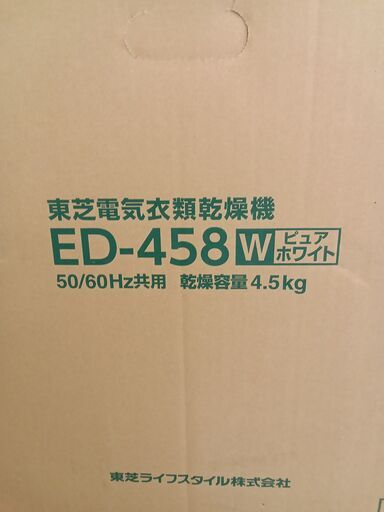 東芝電気衣類乾燥機
ED-458 W ピュアホワイト
50/60Hz共用 乾燥容量4.5kg
東芝ライフスタイル株式会社